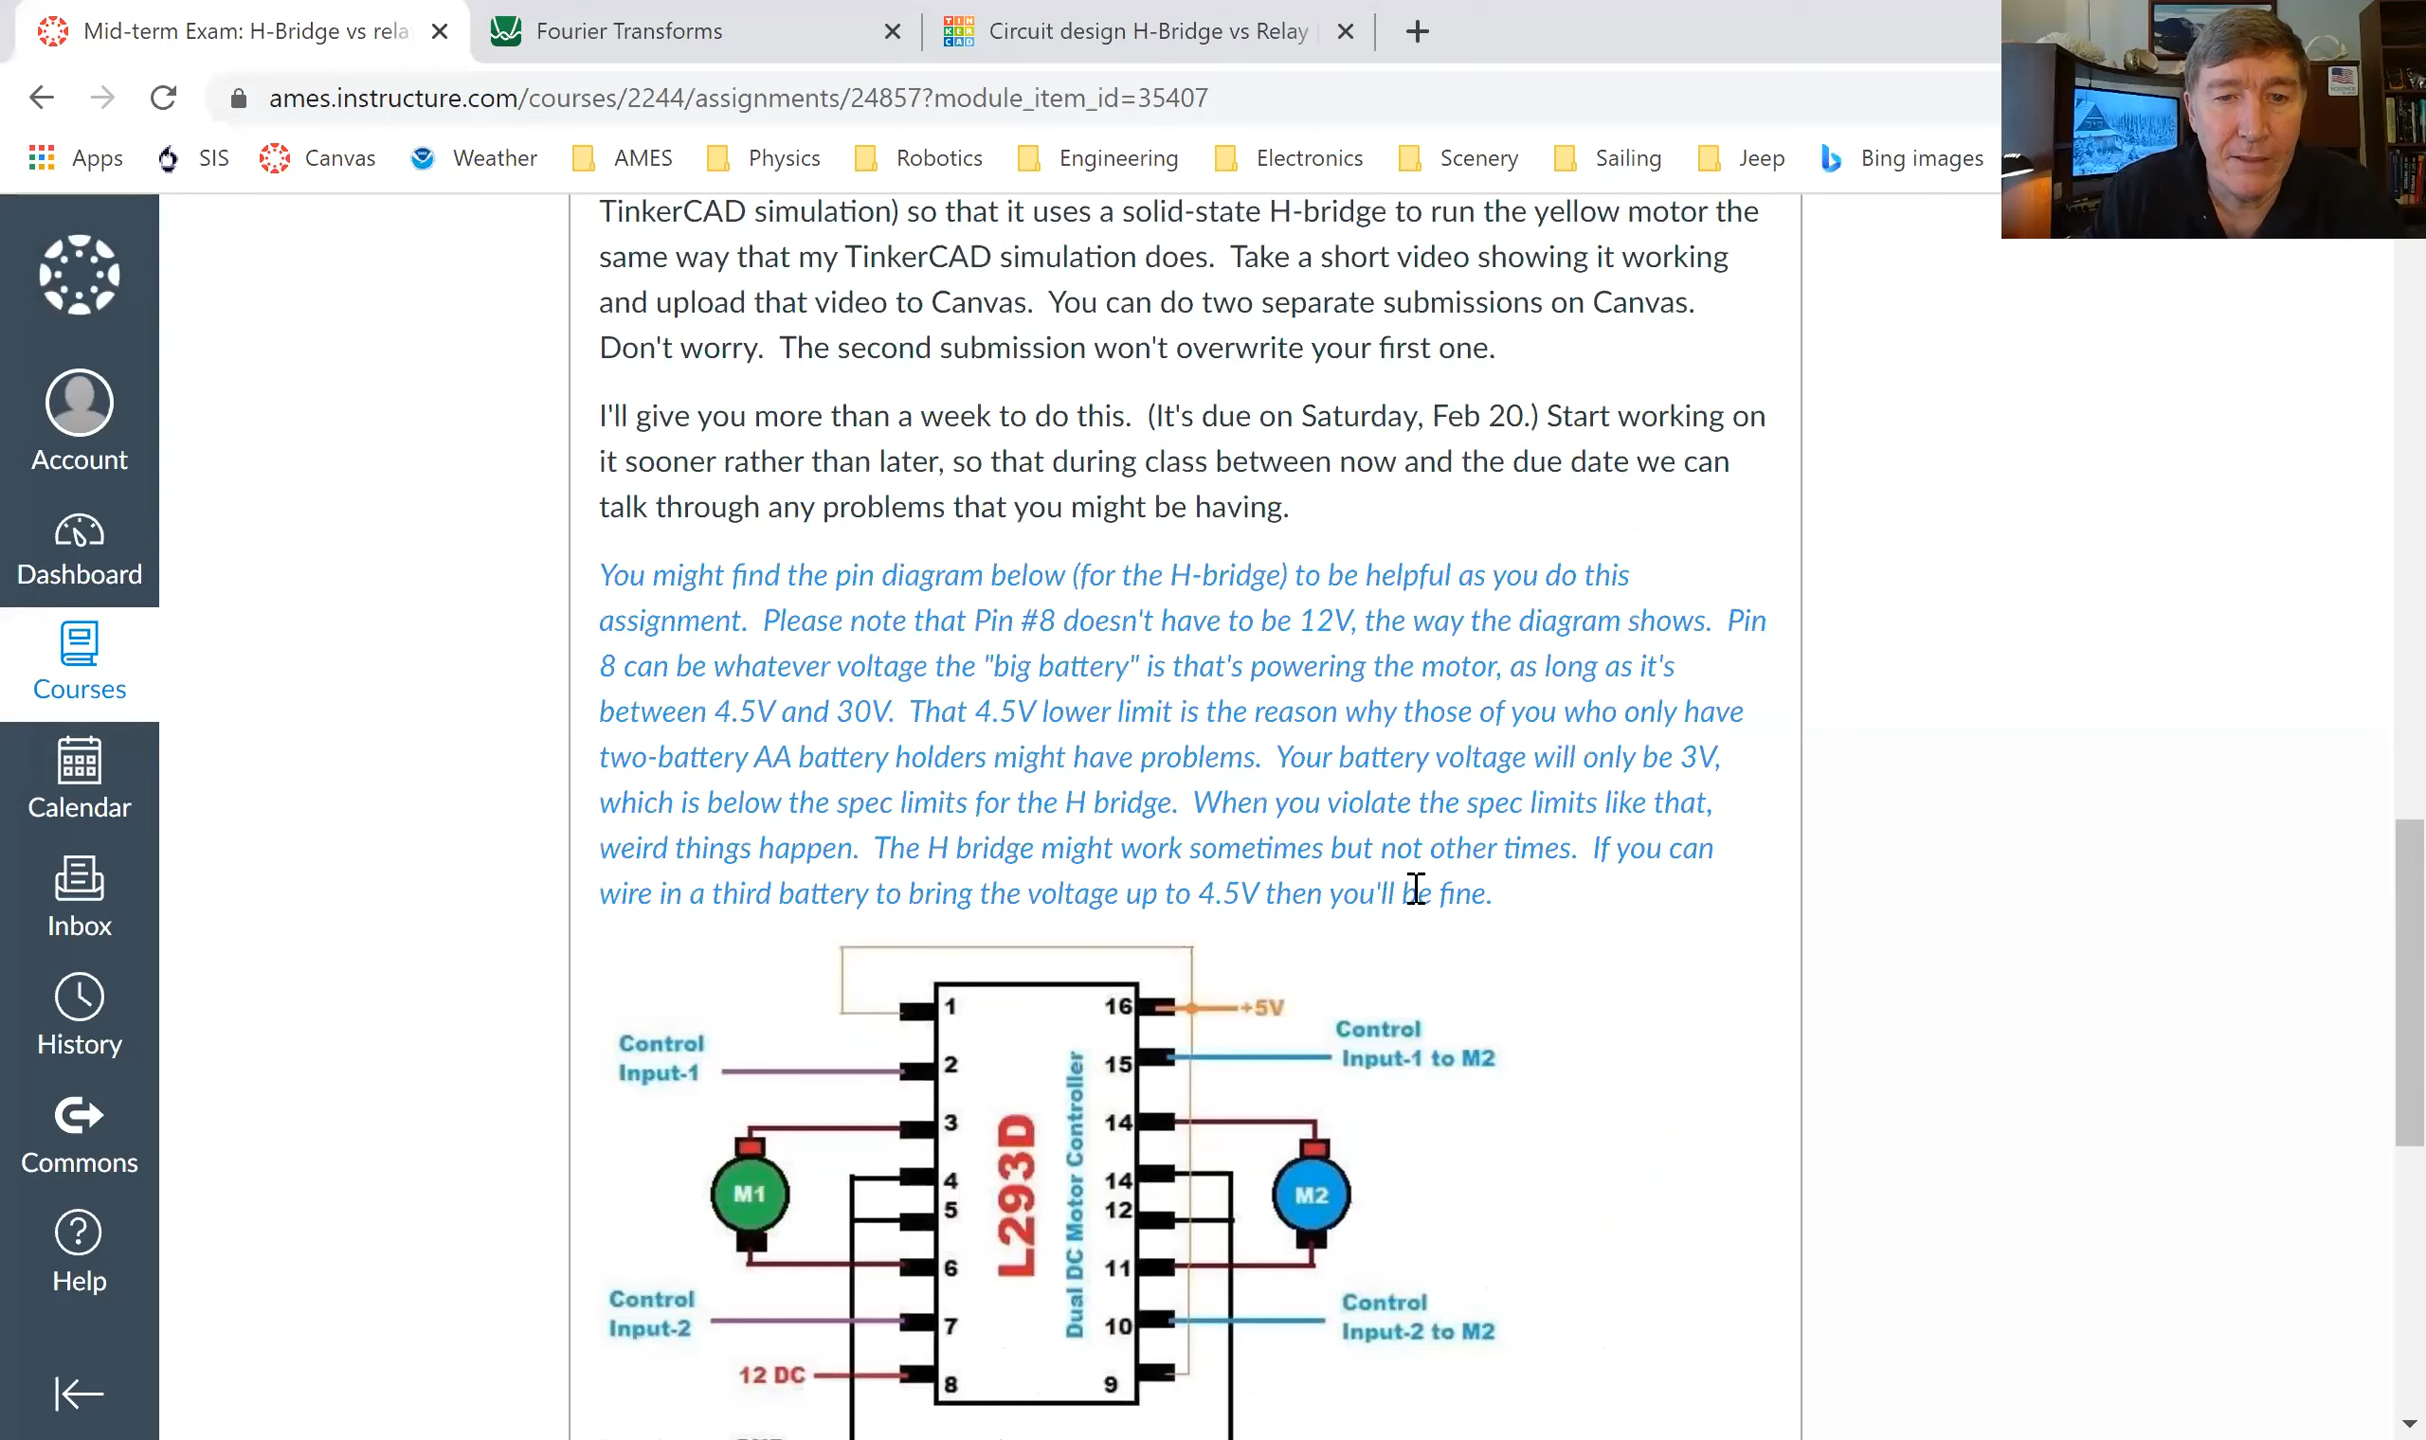 Mid-term Exam: H-Bridge vs rela
Fourier Transforms
TIN
KER
CAD
Circuit design H-Bridge vs Relay
ames.instructure.com/courses/2244/assignments/24857?module_item_id=35407
Apps
SIS
Canvas
Weather
AMES
Physics
Robotics
Engineering
Electronics
Scenery
Sailing
Jeep
Bing images
TinkerCAD simulation) so that it uses a solid-state H-bridge to run the yellow motor the
same way that my TinkerCAD simulation does. Take a short video showing it working
and upload that video to Canvas. You can do two separate submissions on Canvas.
Don't worry. The second submission won't overwrite your first one.
I'll give you more than a week to do this. (It's due on Saturday, Feb 20.) Start working on
it sooner rather than later, so that during class between now and the due date we can
talk through any problems that you might be having.
You might find the pin diagram below (for the H-bridge) to be helpful as you do this
assignment. Please note that Pin #8 doesn't have to be 12V, the way the diagram shows. Pin
8 can be whatever voltage the "big battery" is that's powering the motor, as long as it's
between 4.5V and 30V. That 4.5V lower limit is the reason why those of you who only have
two-battery AA battery holders might have problems. Your battery voltage will only be 3V,
which is below the spec limits for the H bridge. When you violate the spec limits like that,
weird things happen. The H bridge might work sometimes but not other times. If you can
wire in a third battery to bring the voltage up to 4.5V then you'll be fine.
Account
Dashboard
Courses
Calendar
Inbox
History
Commons
Help
1
16
+5V
Control
Input-1
2
15
Control
Input-1 to M2
3
14
M1
4
5
L293D
Dual DC Motor Controller
14
12
M2
6
11
Control
Input-2
7
10
Control
Input-2 to M2
12 DC
8
9